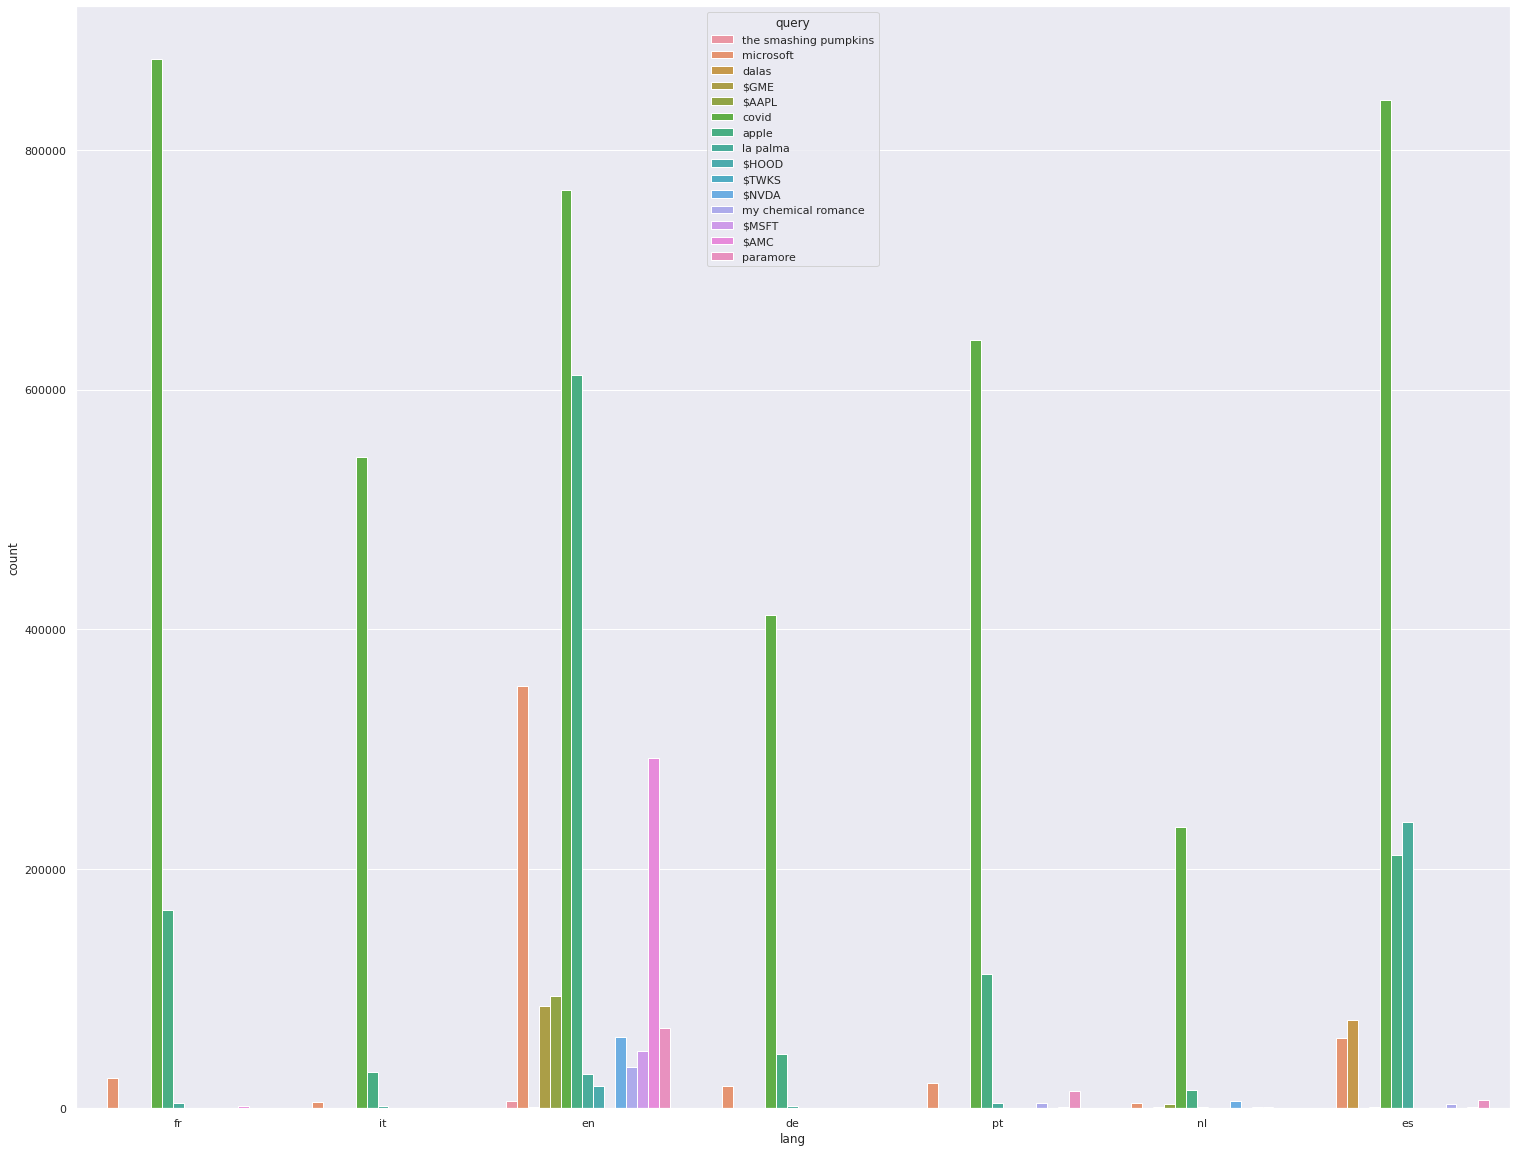 query
the smashing pumpkins
microsoft
dalas
$GME
$AAPL
covid
apple
la palma
$HOOD
$TWKS
$NVDA
my chemical romance
$MSFT
$AMC
paramore
count
800000
600000
400000
200000
0
fr it en de pt nl es
lang